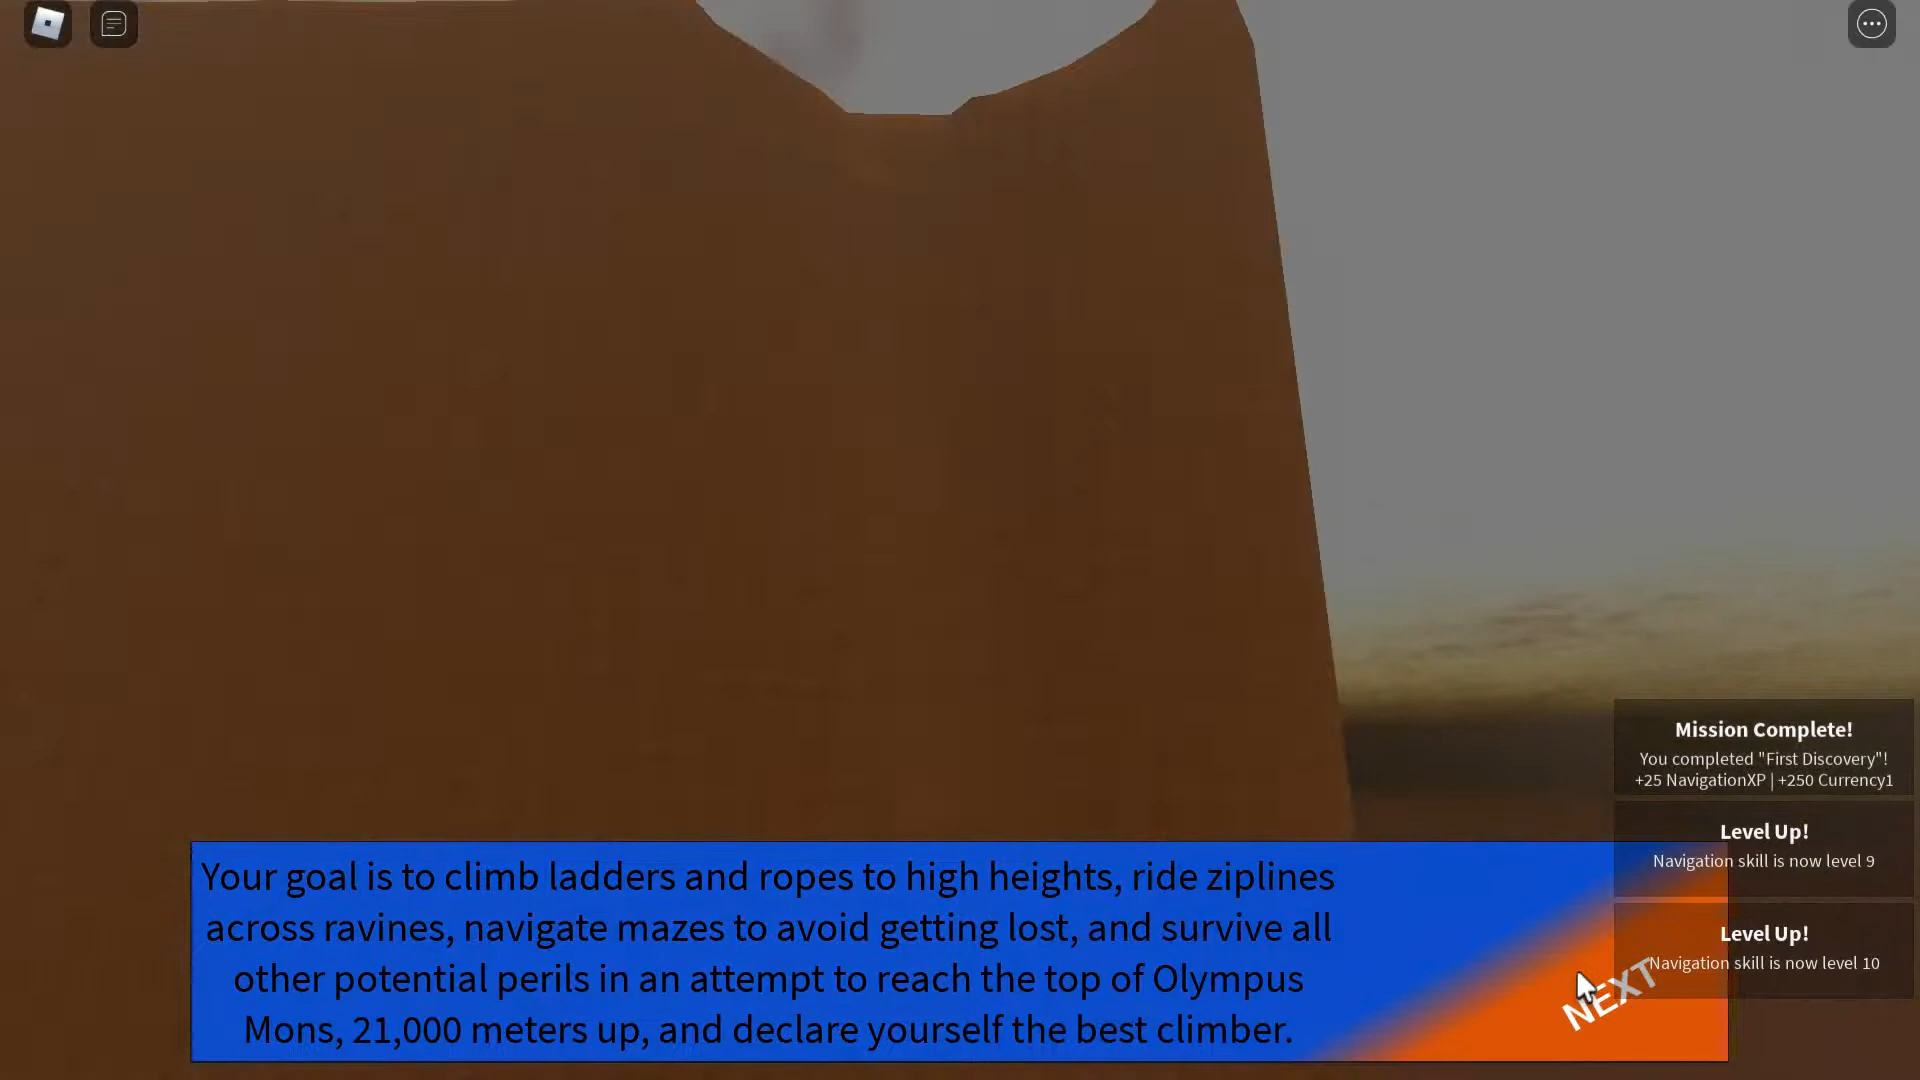 Your goal is to climb ladders and ropes to high heights, ride ziplines
across ravines, navigate mazes to avoid getting lost, and survive all
other potential perils in an attempt to reach the top of Olympus
Mons, 21,000 meters up, and declare yourself the best climber.
NEXT
Mission Complete!
You completed "First Discovery"!
+25 NavigationXP | +250 Currency1
Level Up!
Navigation skill is now level 9
Level Up!
Navigation skill is now level 10